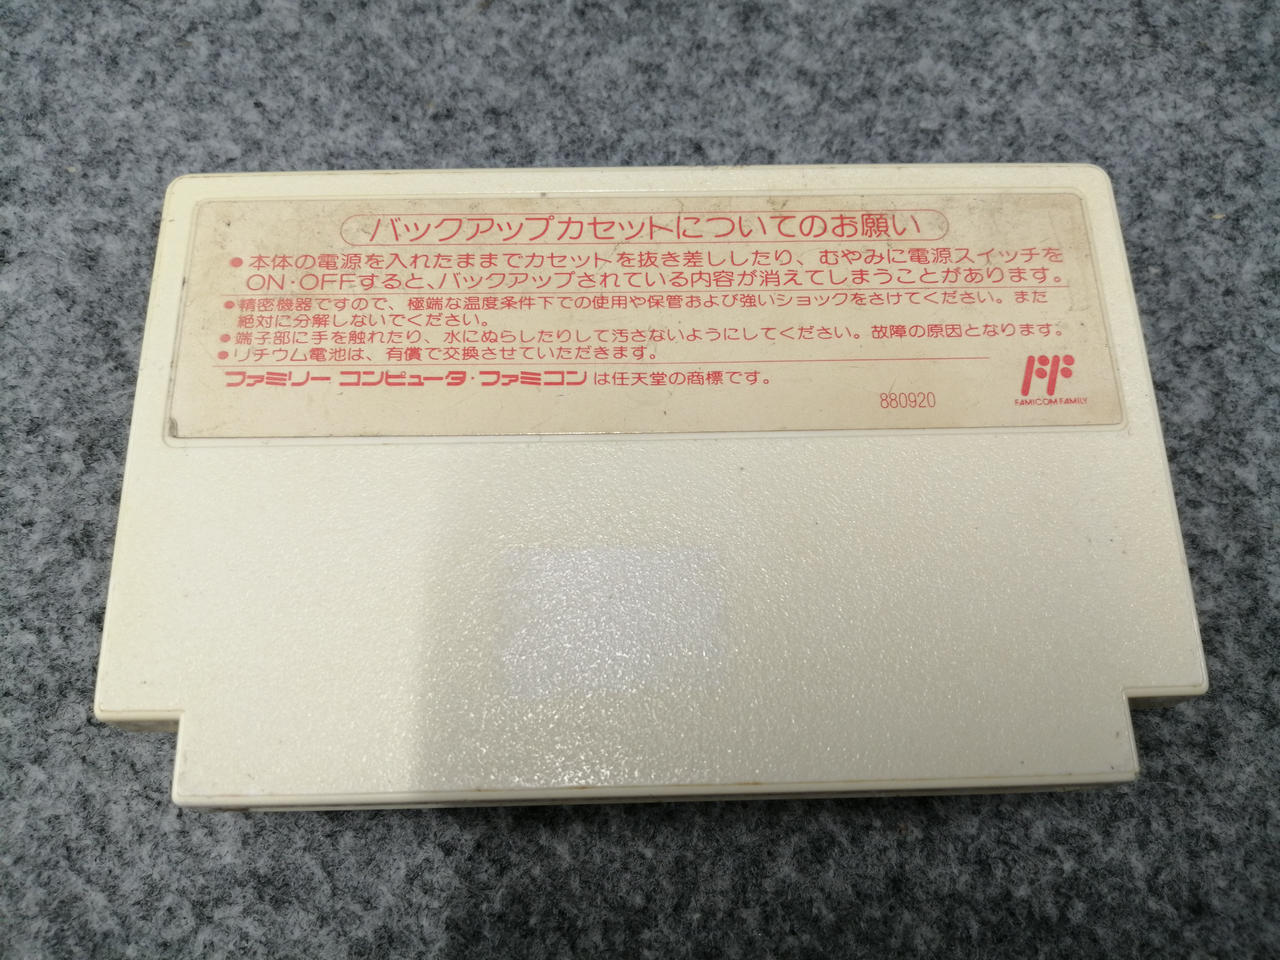 バックアップカセットについてのお願い
●本体の電源を入れたままでカセットを抜き差ししたり、むやみに電源スイッチを
ON・OFFすると、バックアップされている内容が消えてしまうことがあります。
●精密機器ですので、極端な温度条件下での使用や保管および強いショックをさけてください。また
絶対に分解しないでください。
●端子部に手を触れたり、水にぬらしたりして汚さないようにしてください。故障の原因となります。
●リチウム電池は、有償で交換させていただきます。
ファミリーコンピュータ・ファミコンは任天堂の商標です。
880920
FAMICOM FAMILY